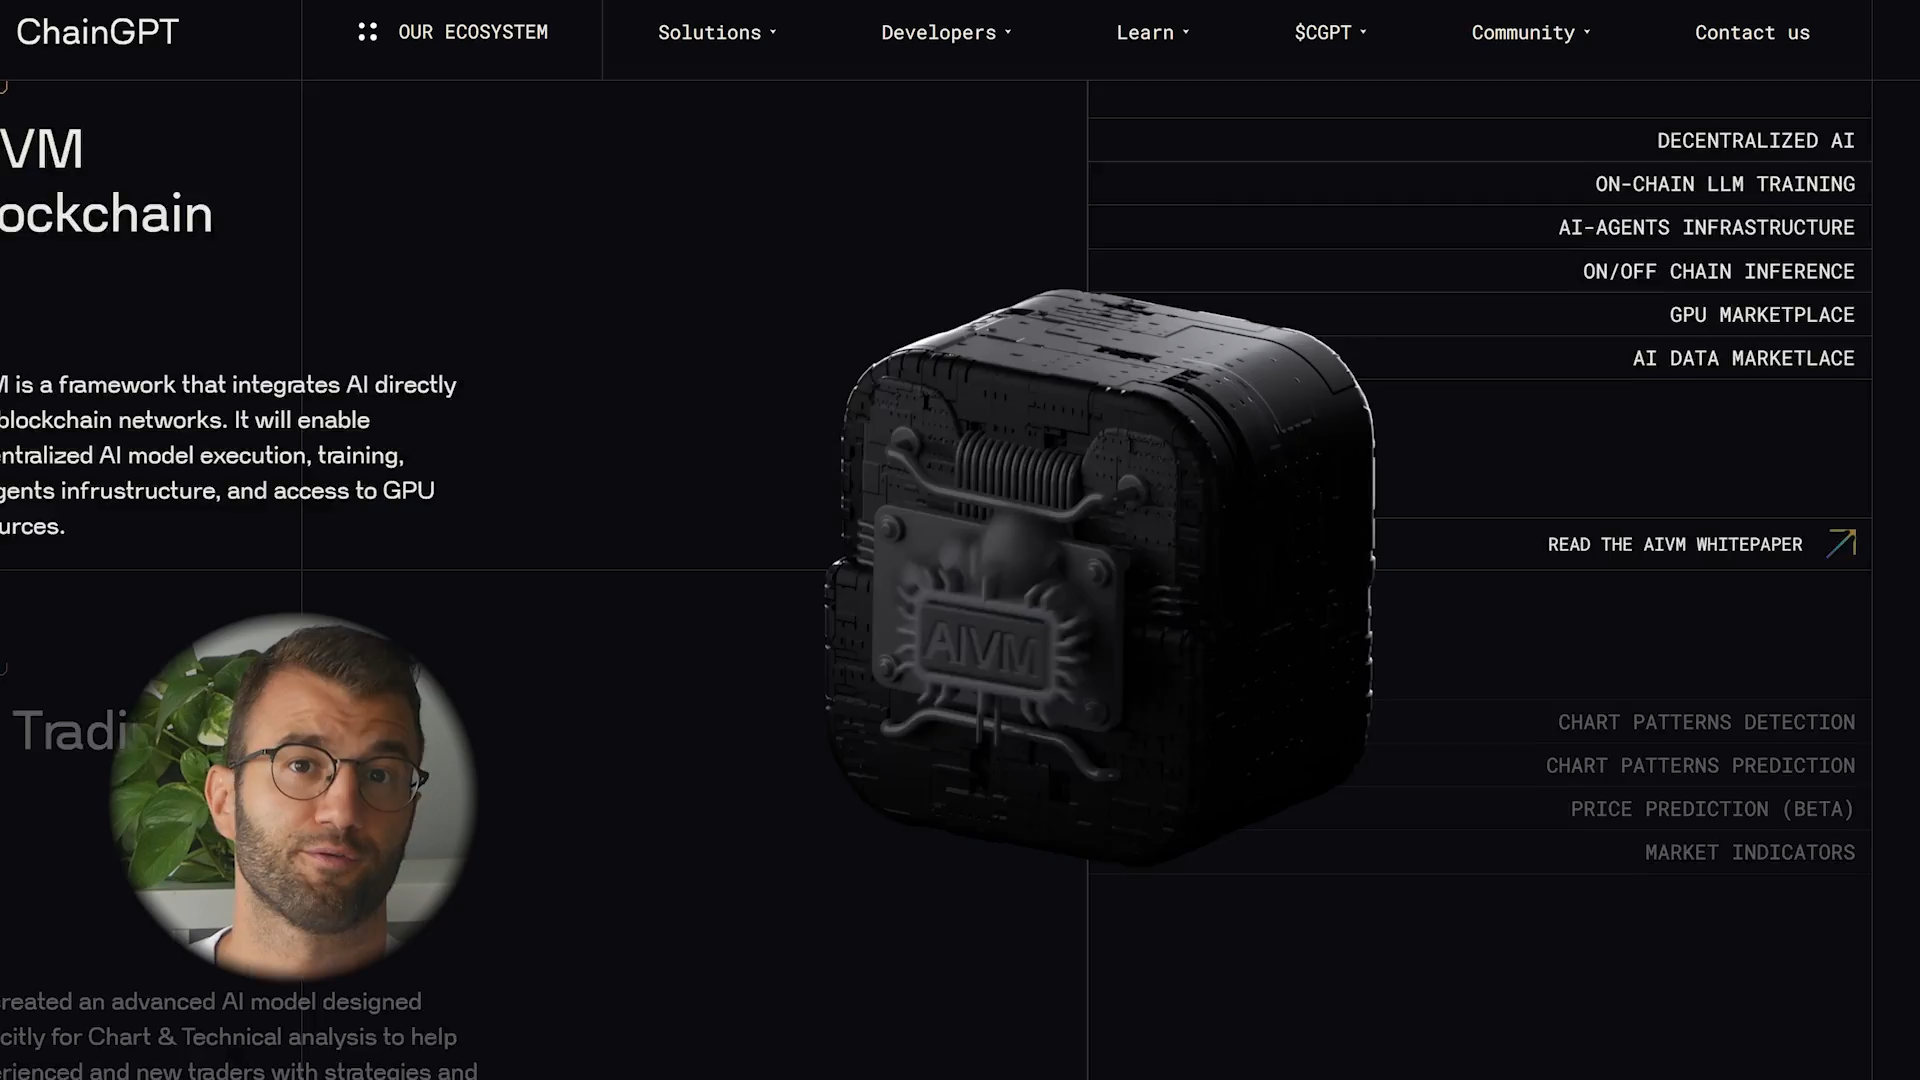 ChainGPT
OUR ECOSYSTEM
Solutions
Developers
Learn
$CGPT
Community
Contact us
VM
ockchain
M is a framework that integrates AI directly
blockchain networks. It will enable
entralized AI model execution, training,
gents infrustructure, and access to GPU
urces.
DECENTRALIZED AI
ON-CHAIN LLM TRAINING
AI-AGENTS INFRASTRUCTURE
ON/OFF CHAIN INFERENCE
GPU MARKETPLACE
AI DATA MARKETLACE
READ THE AIVM WHITEPAPER
AIVM
Tradi
CHART PATTERNS DETECTION
CHART PATTERNS PREDICTION
PRICE PREDICTION (BETA)
MARKET INDICATORS
reated an advanced AI model designed
citly for Chart & Technical analysis to help
erienced and new traders with strategies and